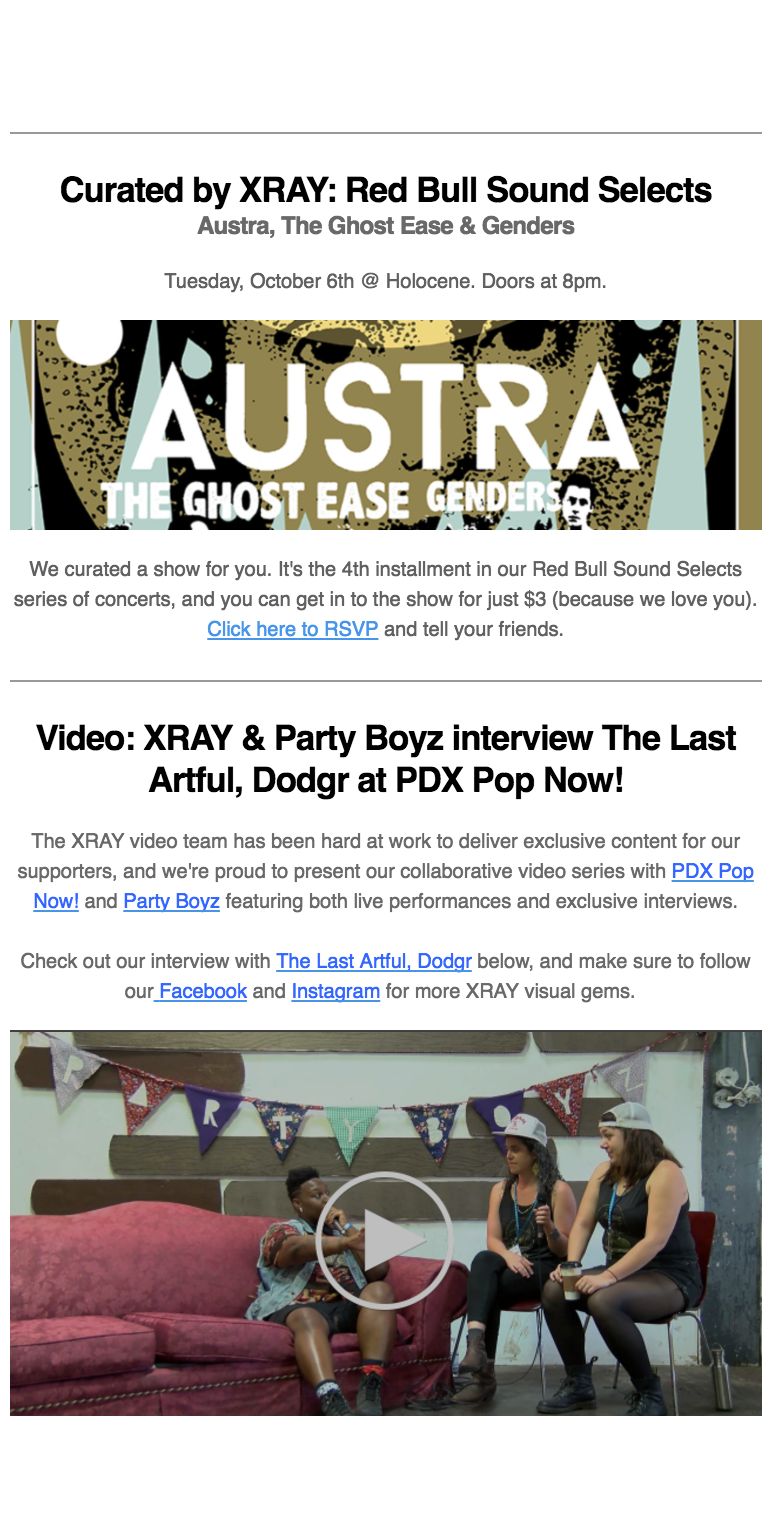 Curated by XRAY: Red Bull Sound Selects
Austra, The Ghost Ease & Genders
Tuesday, October 6th @ Holocene. Doors at 8pm.
AUSTRA
THE GHOST EASE GENDERS
We curated a show for you. It's the 4th installment in our Red Bull Sound Selects
series of concerts, and you can get in to the show for just $3 (because we love you).
Click here to RSVP and tell your friends.
Video: XRAY & Party Boyz interview The Last
Artful, Dodgr at PDX Pop Now!
The XRAY video team has been hard at work to deliver exclusive content for our
supporters, and we're proud to present our collaborative video series with PDX Pop
Now! and Party Boyz featuring both live performances and exclusive interviews.
Check out our interview with The Last Artful, Dodgr below, and make sure to follow
our Facebook and Instagram for more XRAY visual gems.
PARTY BOYZ